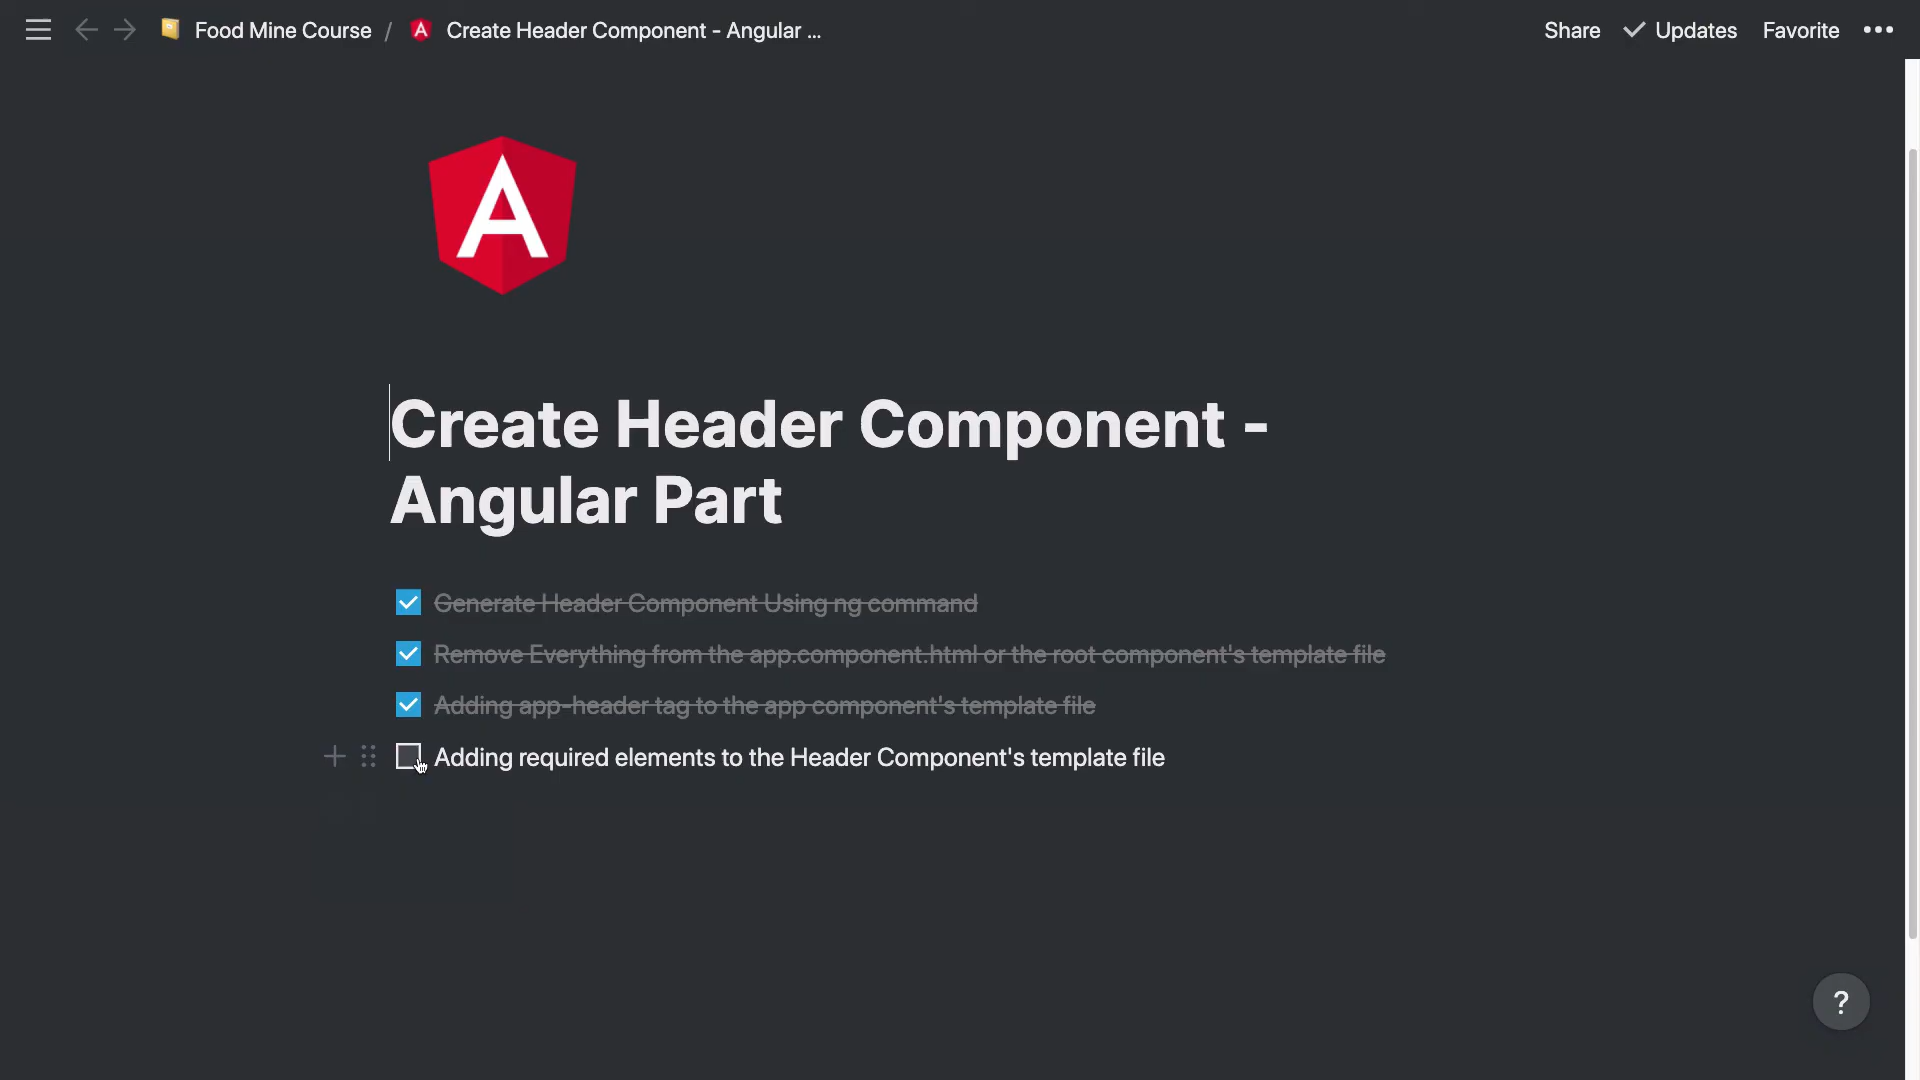 Food Mine Course / Create Header Component - Angular ...
Share Updates Favorite
A
Create Header Component -
Angular Part
Generate Header Component Using ng command
Remove Everything from the app.component.html or the root component's template file
Adding app-header tag to the app component's template file
Adding required elements to the Header Component's template file
?